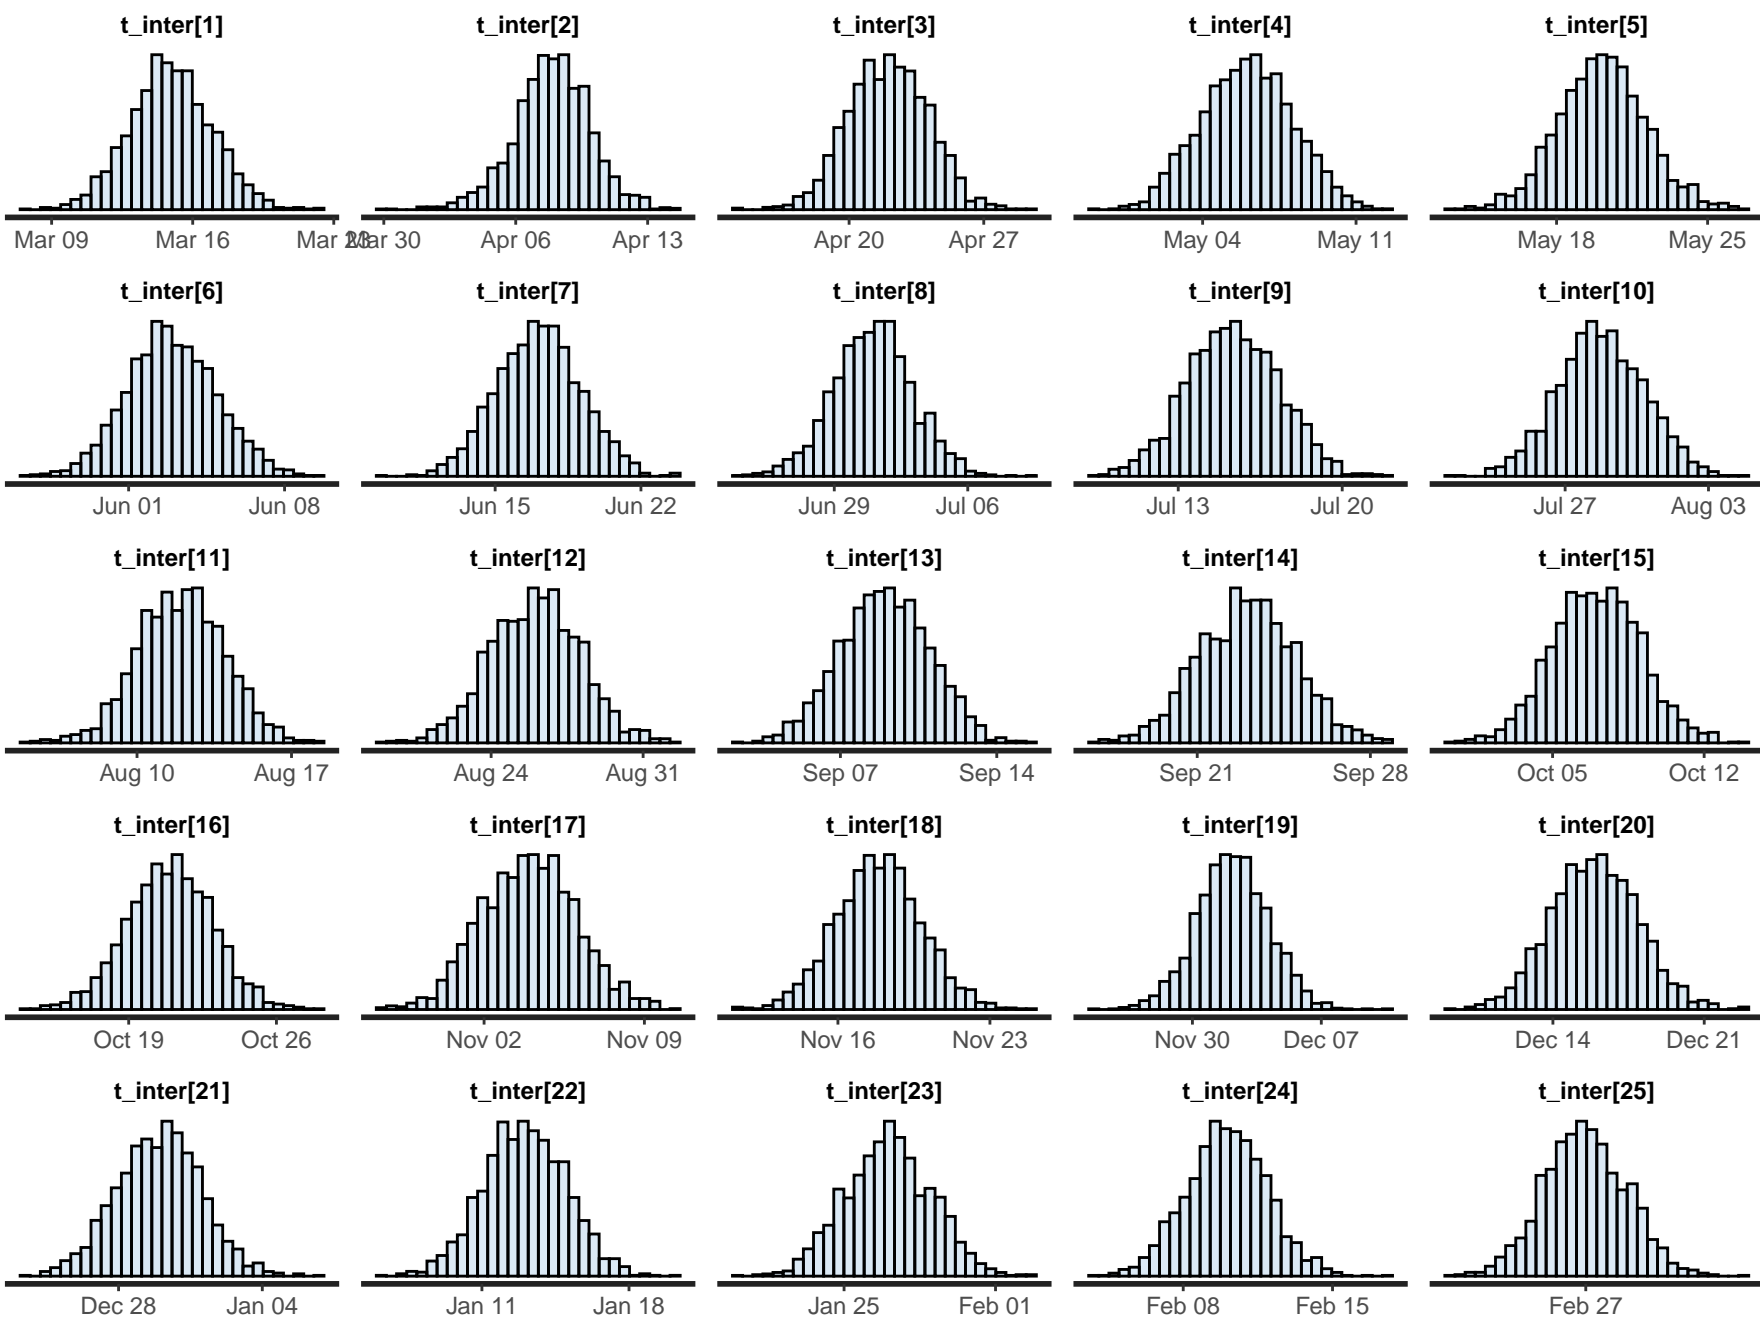 t_inter[1] t_inter[2] t_inter[3] t_inter[4] t_inter[5]
Mar 09 Mar 16 Mar 23 Mar 30 Apr 06 Apr 13 Apr 20 Apr 27 May 04 May 11 May 18 May 25
t_inter[6] t_inter[7] t_inter[8] t_inter[9] t_inter[10]
Jun 01 Jun 08 Jun 15 Jun 22 Jun 29 Jul 06 Jul 13 Jul 20 Jul 27 Aug 03
t_inter[11] t_inter[12] t_inter[13] t_inter[14] t_inter[15]
Aug 10 Aug 17 Aug 24 Aug 31 Sep 07 Sep 14 Sep 21 Sep 28 Oct 05 Oct 12
t_inter[16] t_inter[17] t_inter[18] t_inter[19] t_inter[20]
Oct 19 Oct 26 Nov 02 Nov 09 Nov 16 Nov 23 Nov 30 Dec 07 Dec 14 Dec 21
t_inter[21] t_inter[22] t_inter[23] t_inter[24] t_inter[25]
Dec 28 Jan 04 Jan 11 Jan 18 Jan 25 Feb 01 Feb 08 Feb 15 Feb 27